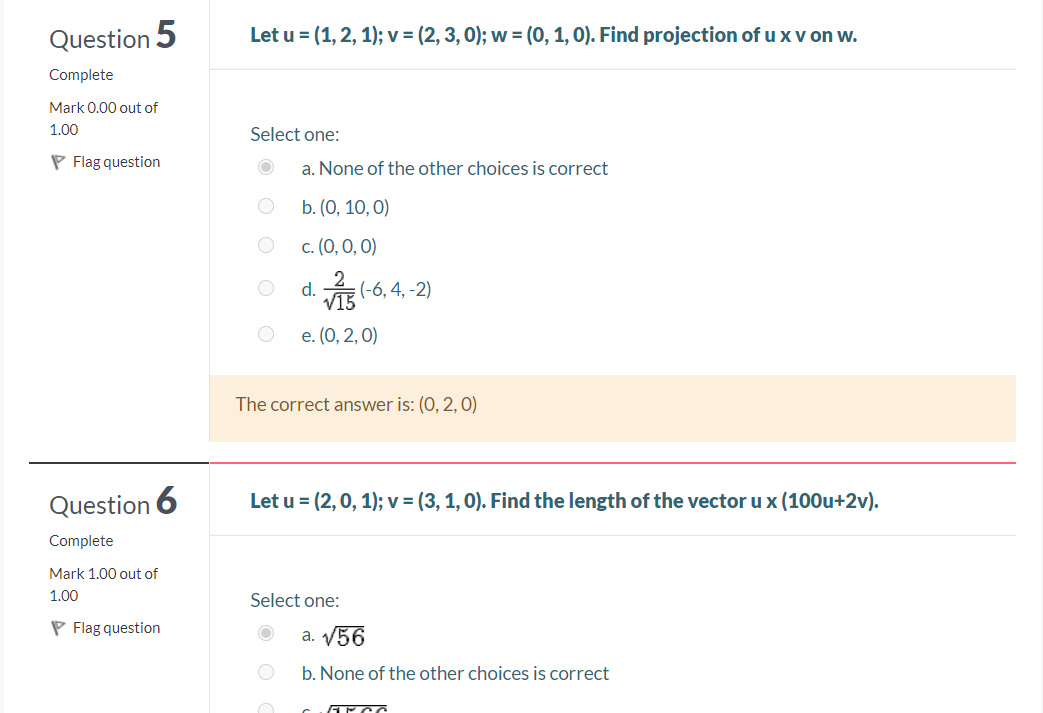 Question 5
Complete
Mark 0.00 out of
1.00
Flag question
Let u = (1, 2, 1); v = (2, 3, 0); w = (0, 1, 0). Find projection of u x v on w.
Select one:
a. None of the other choices is correct
b. (0, 10, 0)
c. (0, 0, 0)
d. 2/√15 (-6, 4, -2)
e. (0, 2, 0)
The correct answer is: (0, 2, 0)
Question 6
Complete
Mark 1.00 out of
1.00
Flag question
Let u = (2, 0, 1); v = (3, 1, 0). Find the length of the vector u x (100u+2v).
Select one:
a. √56
b. None of the other choices is correct